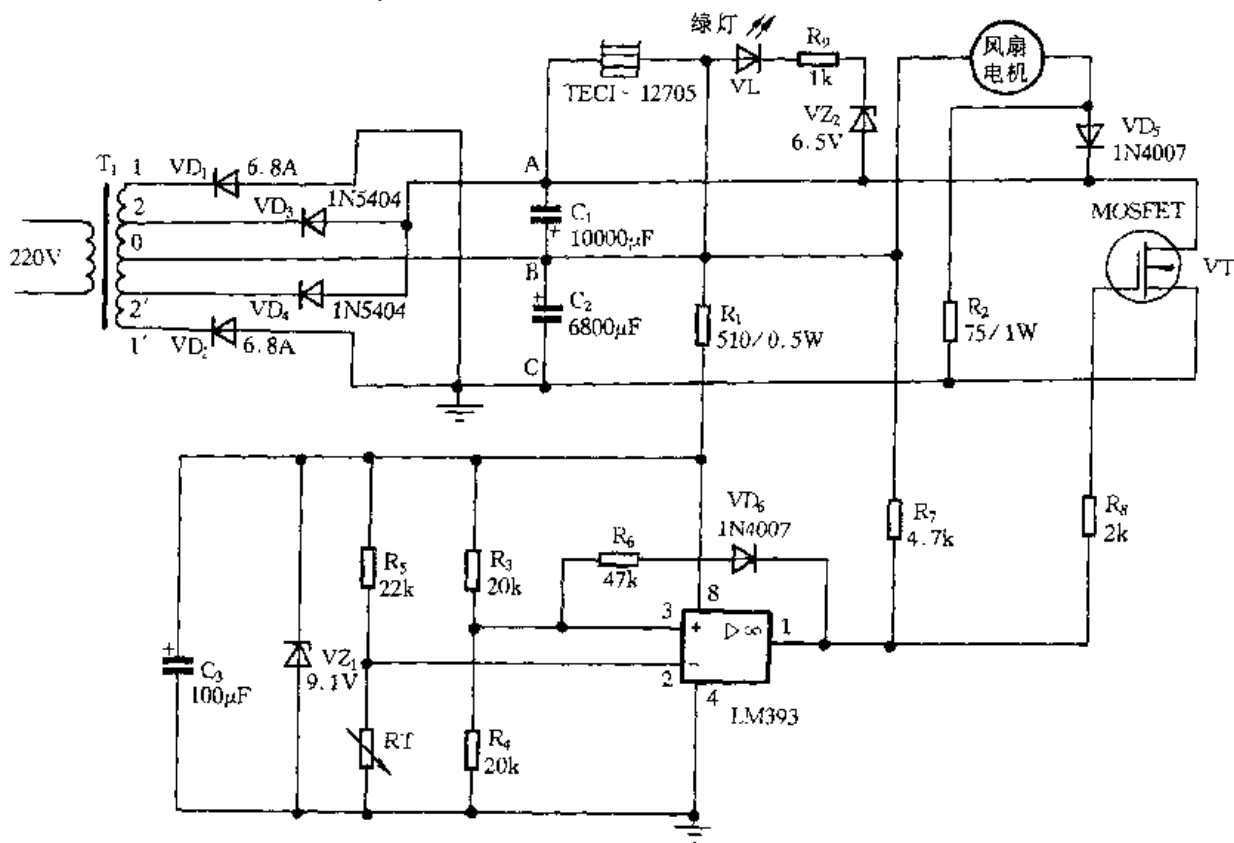 绿灯
R₉
1k
VL
TECI - 12705
VZ₂
6.5V
风扇
电机
VD₅
1N4007
MOSFET
VT
T₁
220V
1
2
0
2′
1′
VD₁
6.8A
VD₃
1N5404
VD₄
1N5404
VD₂
6.8A
A
B
C
C₁
+
10000μF
+
C₂
6800μF
R₁
510/0.5W
R₂
75/1W
R₇
4.7k
R₈
2k
VD₆
1N4007
R₆
47k
R₅
22k
R₃
20k
3
2
8
1
4
+
−
▷∞
LM393
+
C₃
100μF
VZ₁
9.1V
R₄
20k